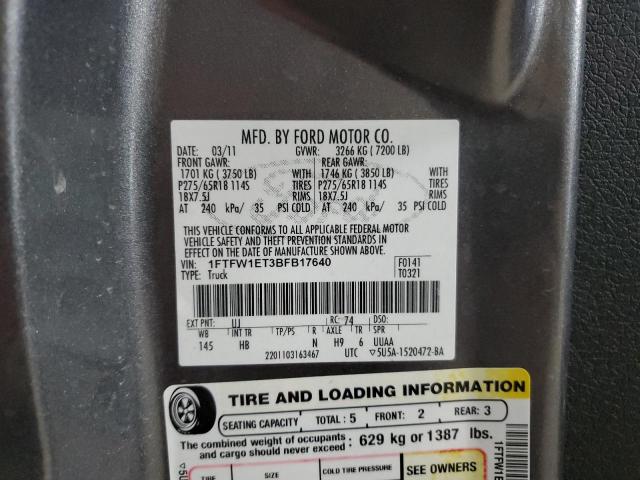 MFD. BY FORD MOTOR CO.
DATE: 03/11 GVWR: 3266 KG ( 7200 LB)
FRONT GAWR: REAR GAWR:
1701 KG ( 3750 LB) WITH 1746 KG ( 3850 LB) WITH
P275/65R18 114S TIRES P275/65R18 114S TIRES
18X7.5J RIMS 18X7.5J RIMS
AT 240 kPa/ 35 PSI COLD AT 240 kPa/ 35 PSI COLD
THIS VEHICLE CONFORMS TO ALL APPLICABLE FEDERAL MOTOR
VEHICLE SAFETY AND THEFT PREVENTION STANDARDS IN
EFFECT ON THE DATE OF MANUFACTURE SHOWN ABOVE.
VIN: 1FTFW1ET3BFB17640 F0141
TYPE: Truck T0321
EXT PNT: UJ RC: 74 DSO:
WB INT TR TP/PS R AXLE TR SPR
145 HB N H9 6 UUAA
2201103163467 UTC ▽5U5A-1520472-BA
TIRE AND LOADING INFORMATION
SEATING CAPACITY TOTAL : 5 FRONT: 2 REAR: 3
The combined weight of occupants
and cargo should never exceed: 629 kg or 1387 lbs.
TIRE SIZE COLD TIRE PRESSURE SEE OWNERS
1FTFW1E